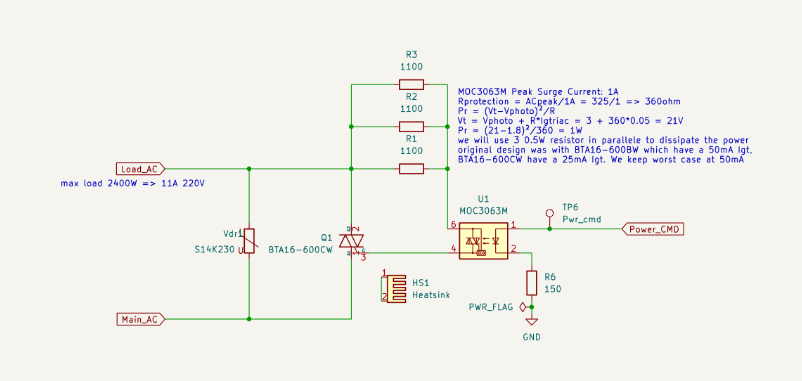 R3
1100
R2
1100
R1
1100
MOC3063M Peak Surge Current: 1A
Rprotection = ACpeak/1A = 325/1 => 360ohm
Pr = (Vt-Vphoto)²/R
Vt = Vphoto + R*Igtriac = 3 + 360*0.05 = 21V
Pr = (21-1.8)²/360 = 1W
we will use 3 0.5W resistor in parallele to dissipate the power
original design was with BTA16-600BW which have a 50mA Igt,
BTA16-600CW have a 25mA Igt. We keep worst case at 50mA
Load_AC
max load 2400W => 11A 220V
U1
MOC3063M
TP6
Pwr_cmd
Power_CMD
6
1
4
2
Vdr1
S14K230
U
Q1
BTA16-600CW
2
1
3
HS1
Heatsink
1
2
R6
150
PWR_FLAG
GND
Main_AC